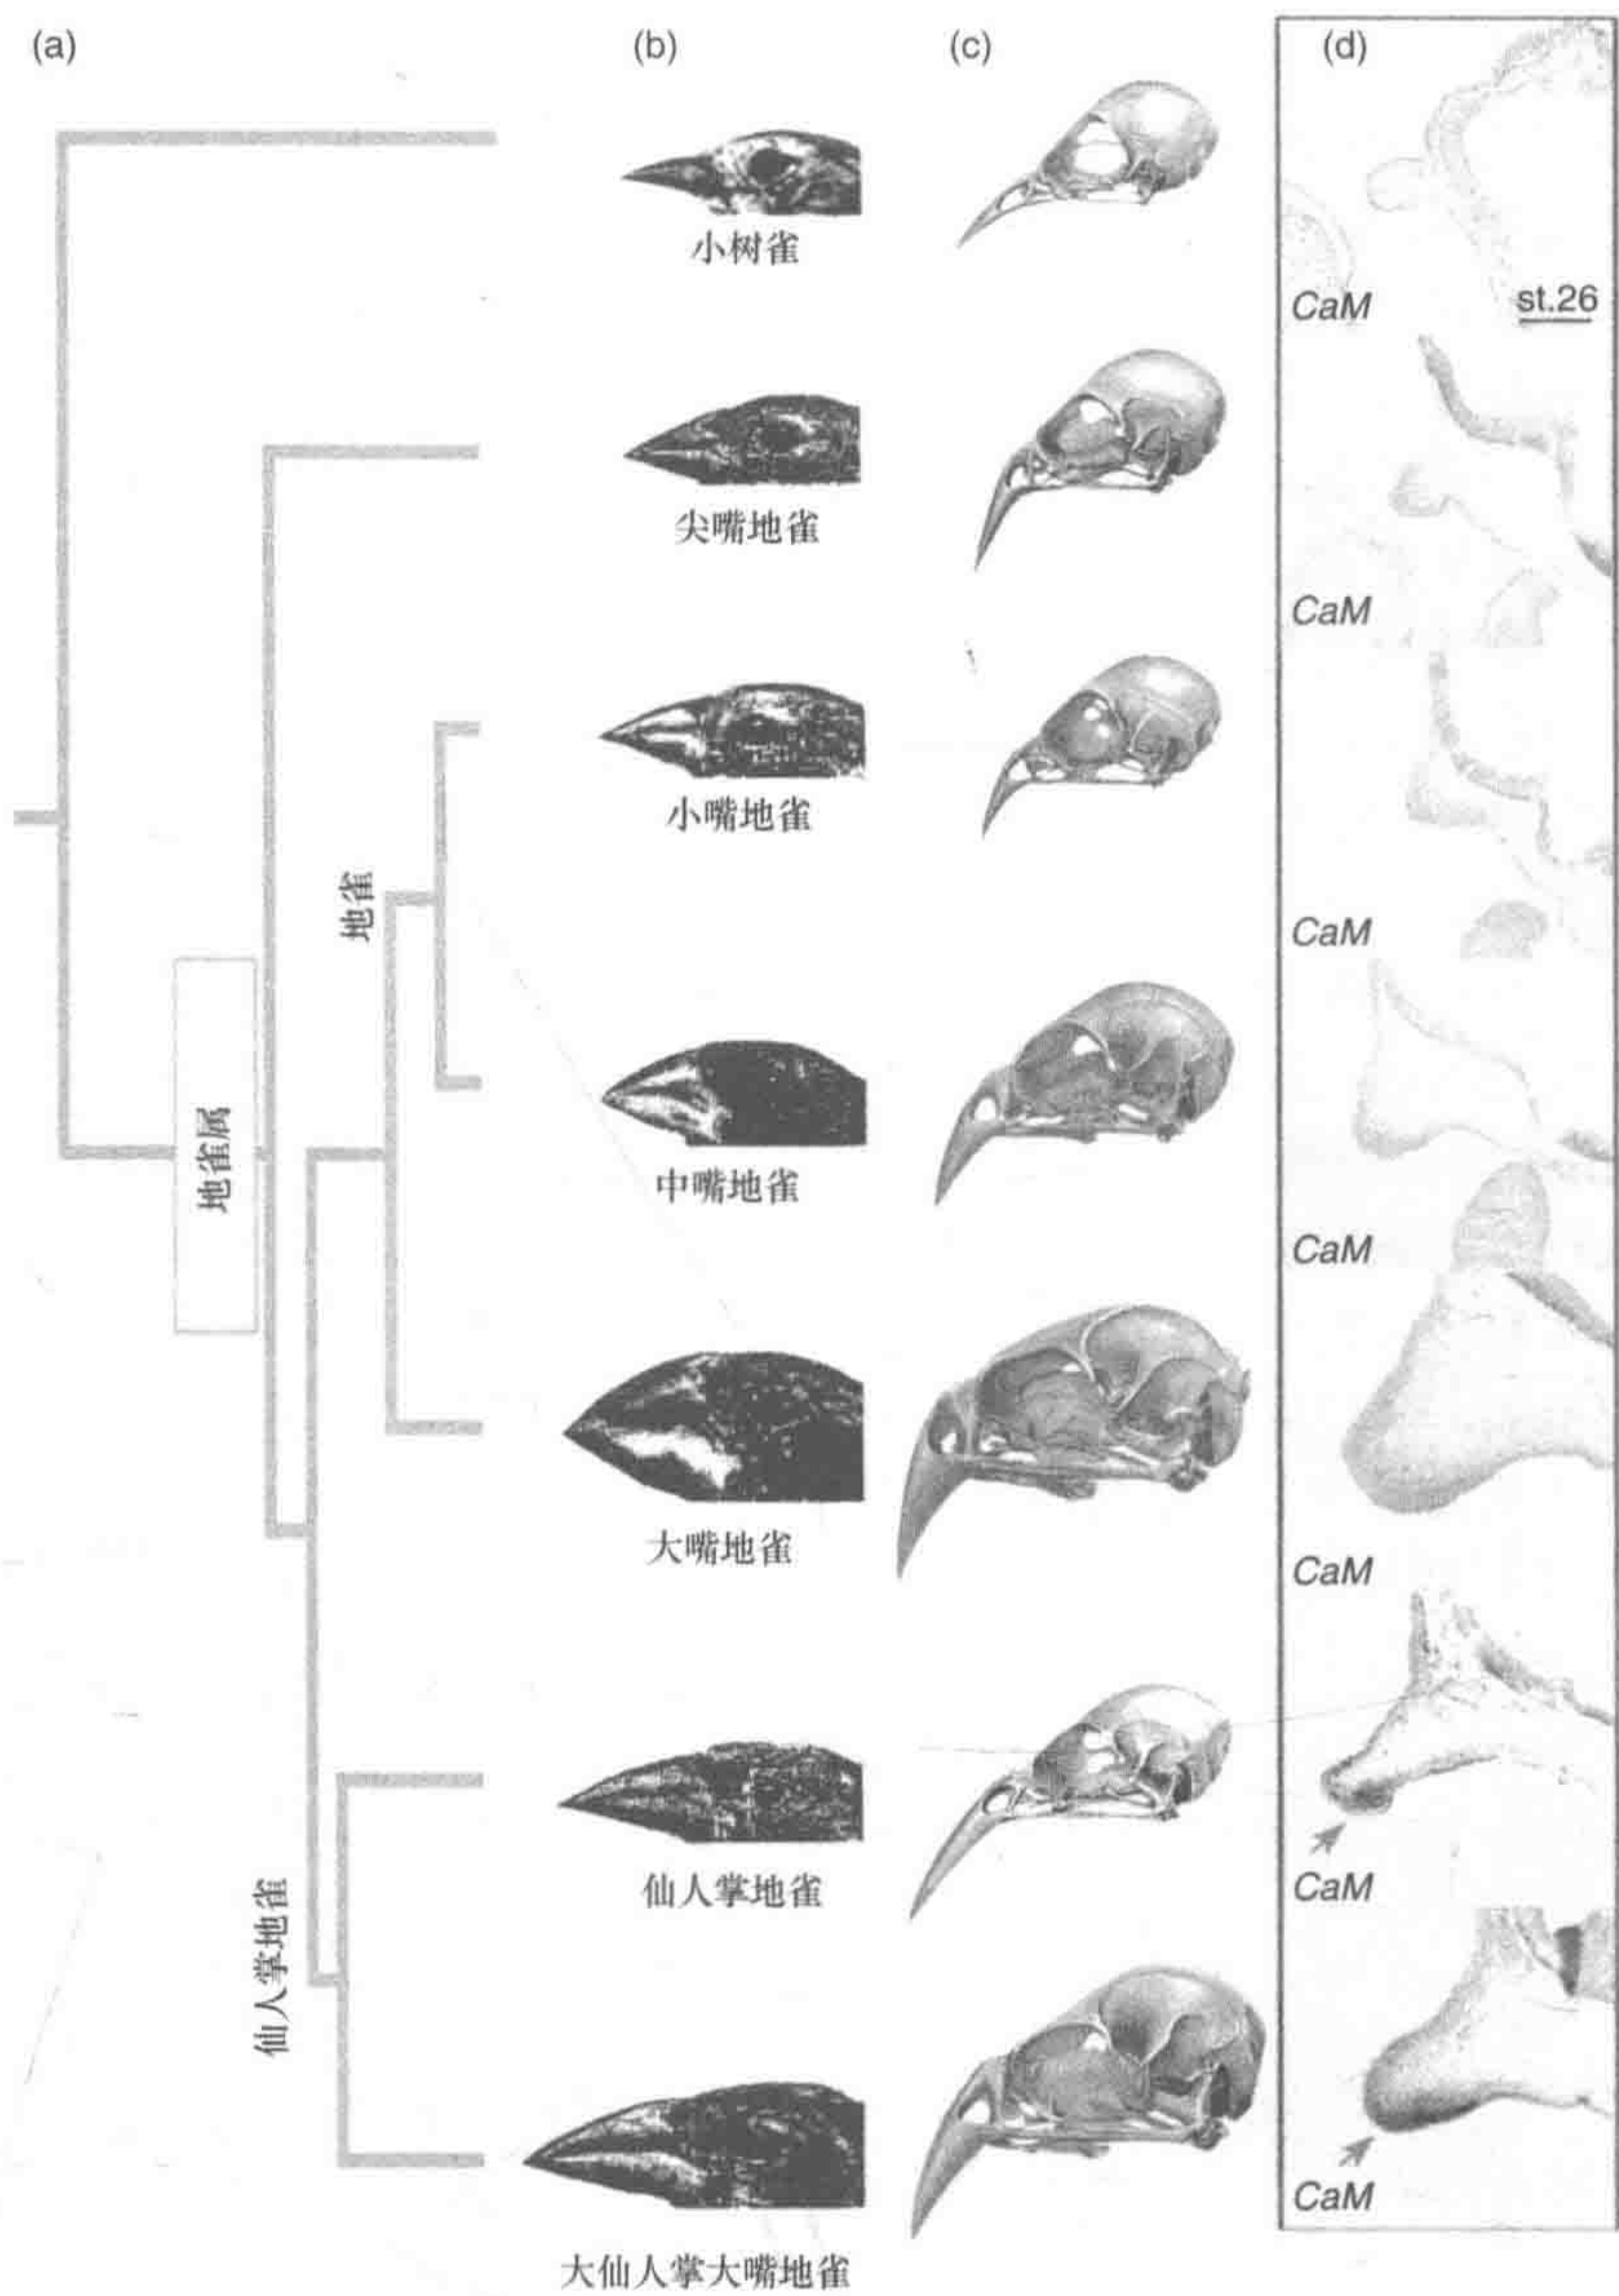 (a)
(b)
(c)
(d)
小树雀
CaM
st.26
尖嘴地雀
CaM
小嘴地雀
地雀
CaM
地雀属
中嘴地雀
CaM
大嘴地雀
CaM
仙人掌地雀
仙人掌地雀
CaM
大仙人掌大嘴地雀
CaM